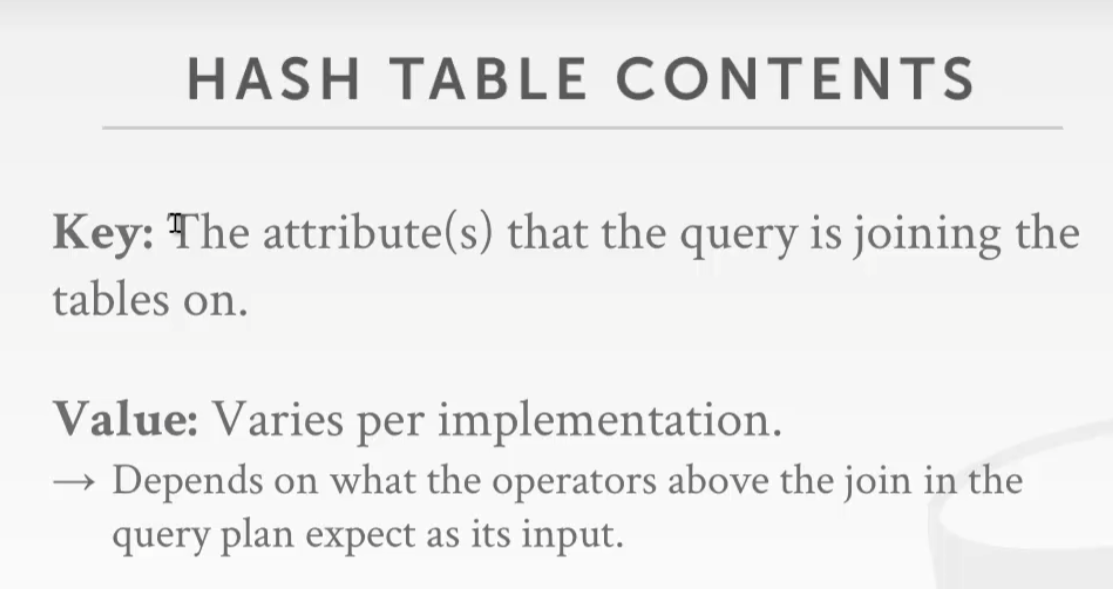 HASH TABLE CONTENTS
Key: The attribute(s) that the query is joining the
tables on.
Value: Varies per implementation.
→ Depends on what the operators above the join in the
query plan expect as its input.